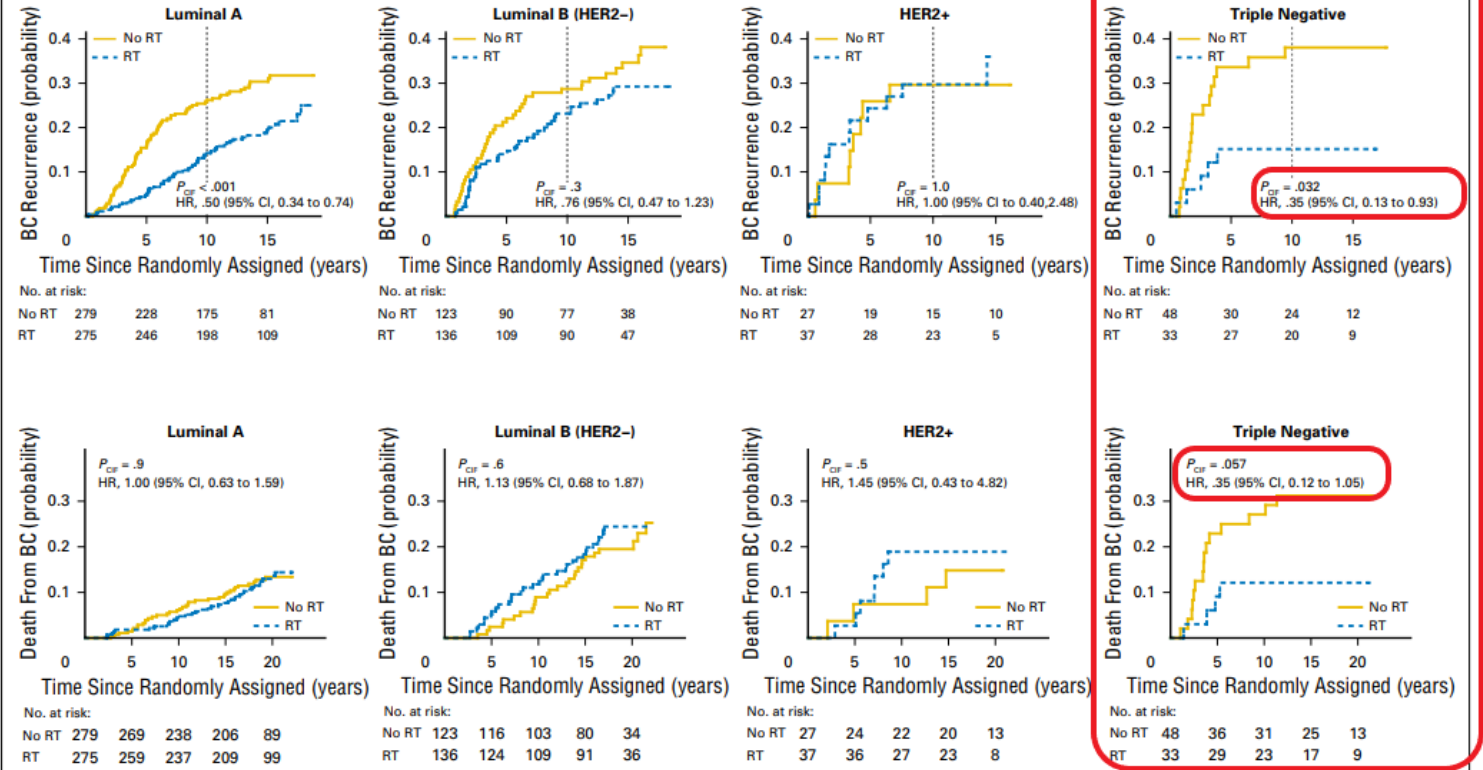 Luminal A
BC Recurrence (probability)
0.4
0.3
0.2
0.1
No RT
RT
P CIF < .001
HR, .50 (95% CI, 0.34 to 0.74)
0 5 10 15
Time Since Randomly Assigned (years)
No. at risk:
No RT 279 228 175 81
RT 275 246 198 109
Luminal B (HER2−)
BC Recurrence (probability)
0.4
0.3
0.2
0.1
No RT
RT
P CIF = .3
HR, .76 (95% CI, 0.47 to 1.23)
0 5 10 15
Time Since Randomly Assigned (years)
No. at risk:
No RT 123 90 77 38
RT 136 109 90 47
HER2+
BC Recurrence (probability)
0.4
0.3
0.2
0.1
No RT
RT
P CIF = 1.0
HR, 1.00 (95% CI to 0.40,2.48)
0 5 10 15
Time Since Randomly Assigned (years)
No. at risk:
No RT 27 19 15 10
RT 37 28 23 5
Triple Negative
BC Recurrence (probability)
0.4
0.3
0.2
0.1
No RT
RT
P CIF = .032
HR, .35 (95% CI, 0.13 to 0.93)
0 5 10 15
Time Since Randomly Assigned (years)
No. at risk:
No RT 48 30 24 12
RT 33 27 20 9
Luminal A
Death From BC (probability)
P CIF = .9
HR, 1.00 (95% CI, 0.63 to 1.59)
0.3
0.2
0.1
No RT
RT
0 5 10 15 20
Time Since Randomly Assigned (years)
No. at risk:
No RT 279 269 238 206 89
RT 275 259 237 209 99
Luminal B (HER2−)
Death From BC (probability)
P CIF = .6
HR, 1.13 (95% CI, 0.68 to 1.87)
0.3
0.2
0.1
No RT
RT
0 5 10 15 20
Time Since Randomly Assigned (years)
No. at risk:
No RT 123 116 103 80 34
RT 136 124 109 91 36
HER2+
Death From BC (probability)
P CIF = .5
HR, 1.45 (95% CI, 0.43 to 4.82)
0.3
0.2
0.1
No RT
RT
0 5 10 15 20
Time Since Randomly Assigned (years)
No. at risk:
No RT 27 24 22 20 13
RT 37 36 27 23 8
Triple Negative
Death From BC (probability)
P CIF = .057
HR, .35 (95% CI, 0.12 to 1.05)
0.3
0.2
0.1
No RT
RT
0 5 10 15 20
Time Since Randomly Assigned (years)
No. at risk:
No RT 48 36 31 25 13
RT 33 29 23 17 9